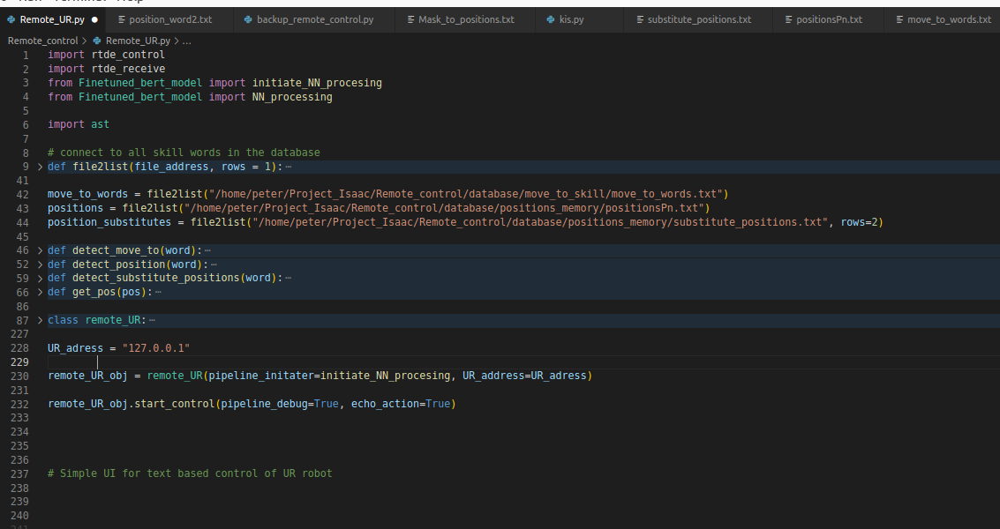 Remote_UR.py ● position_word2.txt backup_remote_control.py Mask_to_positions.txt kis.py substitute_positions.txt positionsPn.txt move_to_words.txt
Remote_control > Remote_UR.py > ...
1 import rtde_control
2 import rtde_receive
3 from Finetuned_bert_model import initiate_NN_procesing
4 from Finetuned_bert_model import NN_processing
5
6 import ast
7
8 # connect to all skill words in the database
9 > def file2list(file_address, rows = 1):⋯
41
42 move_to_words = file2list("/home/peter/Project_Isaac/Remote_control/database/move_to_skill/move_to_words.txt")
43 positions = file2list("/home/peter/Project_Isaac/Remote_control/database/positions_memory/positionsPn.txt")
44 position_substitutes = file2list("/home/peter/Project_Isaac/Remote_control/database/positions_memory/substitute_positions.txt", rows=2)
45
46 > def detect_move_to(word):⋯
52 > def detect_position(word):⋯
59 > def detect_substitute_positions(word):⋯
66 > def get_pos(pos):⋯
86
87 > class remote_UR:⋯
227
228 UR_adress = "127.0.0.1"
229
230 remote_UR_obj = remote_UR(pipeline_initater=initiate_NN_procesing, UR_address=UR_adress)
231
232 remote_UR_obj.start_control(pipeline_debug=True, echo_action=True)
233
234
235
236
237 # Simple UI for text based control of UR robot
238
239
240